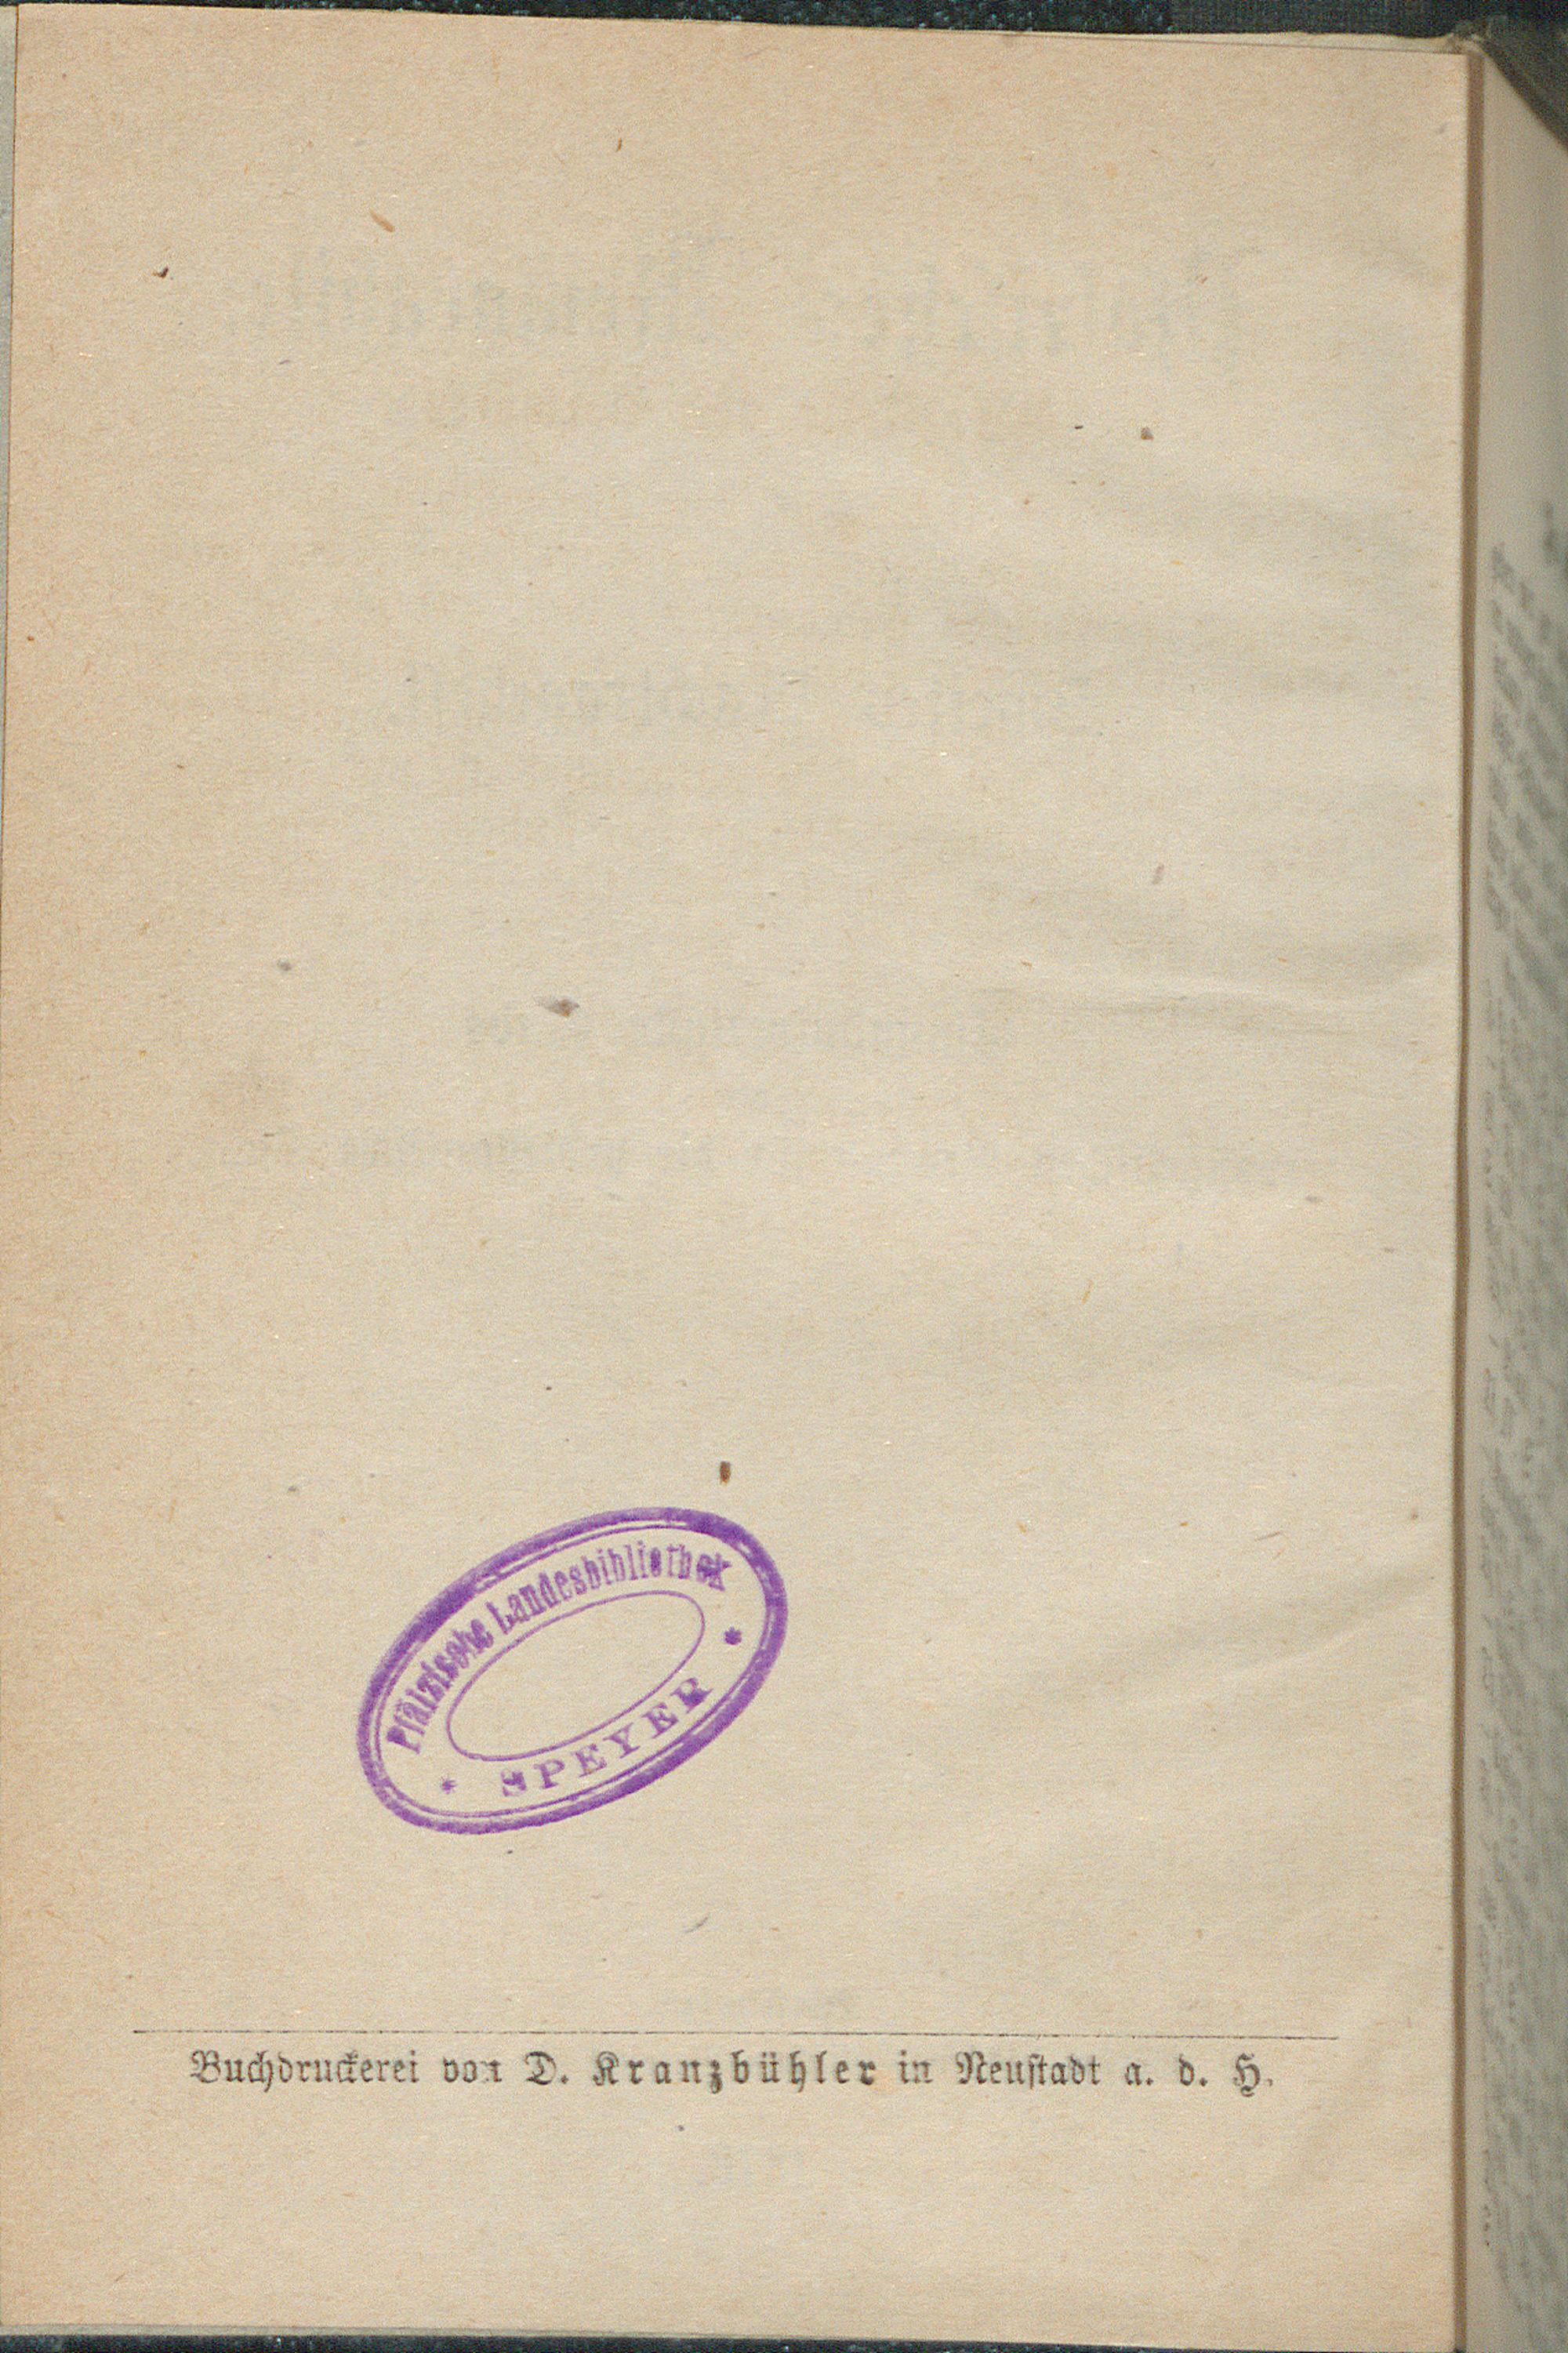 Pfälzische Landesbibliothek
* SPEYER *
Buchdruckerei von D. Kranzbühler in Neustadt a. d. H.